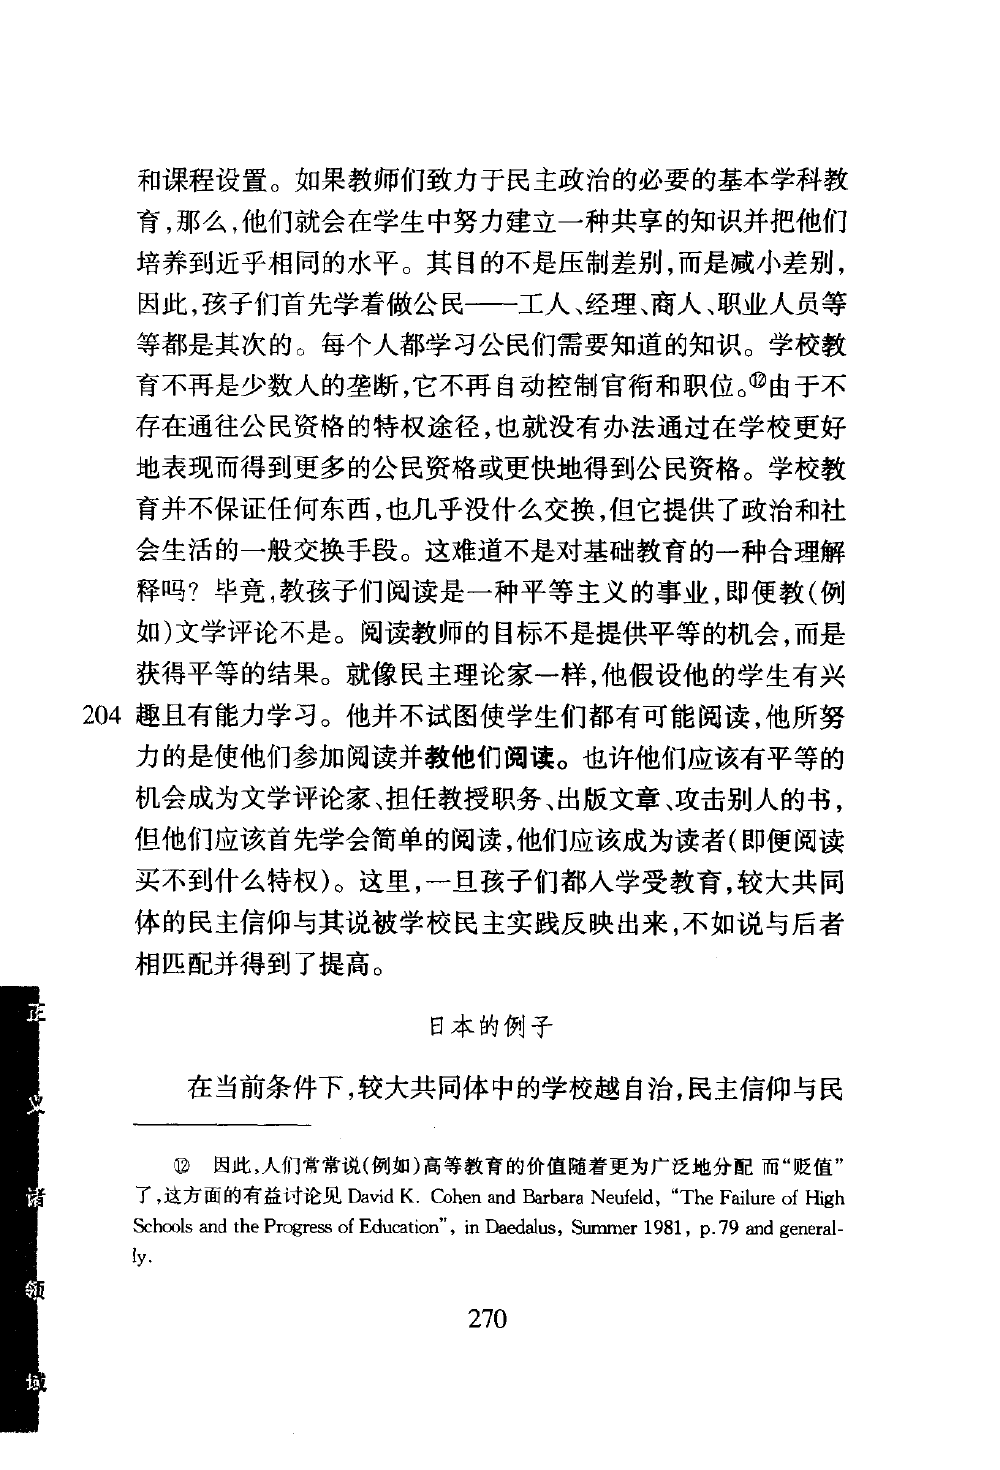 和课程设置。如果教师们致力于民主政治的必要的基本学科教
育,那么,他们就会在学生中努力建立一种共享的知识并把他们
培养到近乎相同的水平。其目的不是压制差别,而是减小差别,
因此,孩子们首先学着做公民——工人、经理、商人、职业人员等
等都是其次的。每个人都学习公民们需要知道的知识。学校教
育不再是少数人的垄断,它不再自动控制官衔和职位。⑫由于不
存在通往公民资格的特权途径,也就没有办法通过在学校更好
地表现而得到更多的公民资格或更快地得到公民资格。学校教
育并不保证任何东西,也几乎没什么交换,但它提供了政治和社
会生活的一般交换手段。这难道不是对基础教育的一种合理解
释吗?毕竟,教孩子们阅读是一种平等主义的事业,即便教(例
如)文学评论不是。阅读教师的目标不是提供平等的机会,而是
获得平等的结果。就像民主理论家一样,他假设他的学生有兴
204 趣且有能力学习。他并不试图使学生们都有可能阅读,他所努
力的是使他们参加阅读并教他们阅读。也许他们应该有平等的
机会成为文学评论家、担任教授职务、出版文章、攻击别人的书,
但他们应该首先学会简单的阅读,他们应该成为读者(即便阅读
买不到什么特权)。这里,一旦孩子们都入学受教育,较大共同
体的民主信仰与其说被学校民主实践反映出来,不如说与后者
相匹配并得到了提高。
日本的例子
在当前条件下,较大共同体中的学校越自治,民主信仰与民
⑫ 因此,人们常常说(例如)高等教育的价值随着更为广泛地分配 而“贬值”
了,这方面的有益讨论见 David K. Cohen and Barbara Neufeld, “The Failure of High
Schools and the Progress of Education”, in Daedalus, Summer 1981, p.79 and general-
ly.
270
正
义
诸
领
域